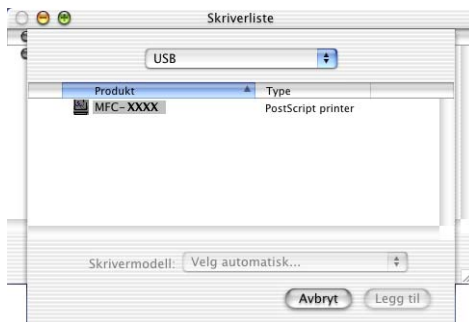 Skriverliste
USB
Produkt Type
MFC-XXXX PostScript printer
Skrivermodell: Velg automatisk...
Avbryt Legg til